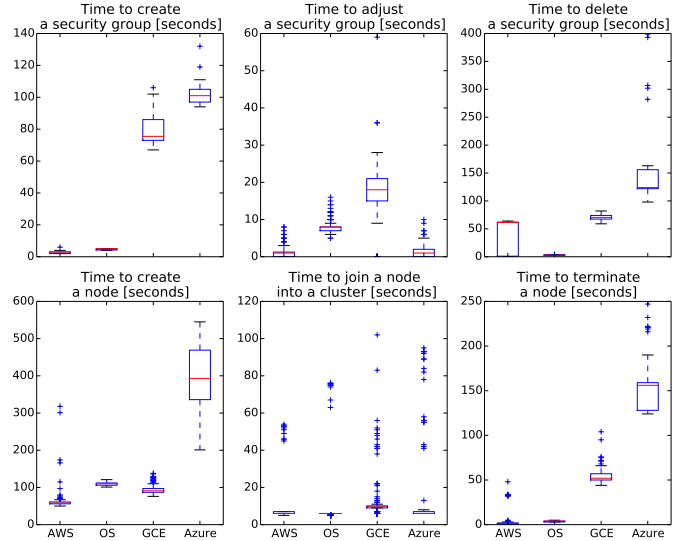 Time to create
a security group [seconds]
Time to adjust
a security group [seconds]
Time to delete
a security group [seconds]
140
120
100
80
60
40
20
0
60
50
40
30
20
10
0
400
350
300
250
200
150
100
50
0
Time to create
a node [seconds]
Time to join a node
into a cluster [seconds]
Time to terminate
a node [seconds]
600
500
400
300
200
100
0
120
100
80
60
40
20
0
250
200
150
100
50
0
AWS OS GCE Azure
AWS OS GCE Azure
AWS OS GCE Azure